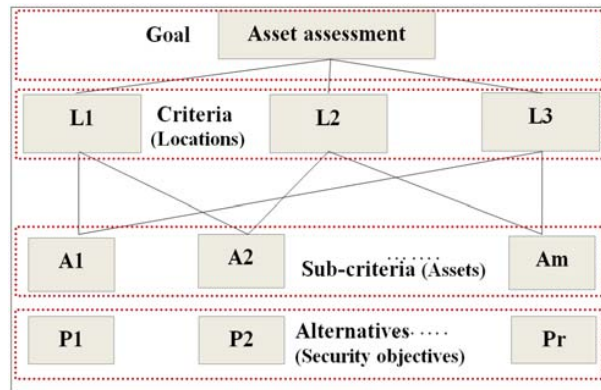 Goal
Asset assessment
L1
Criteria
(Locations)
L2
L3
A1
A2
.......
Sub-criteria (Assets)
Am
P1
P2
Alternatives.....
(Security objectives)
Pr